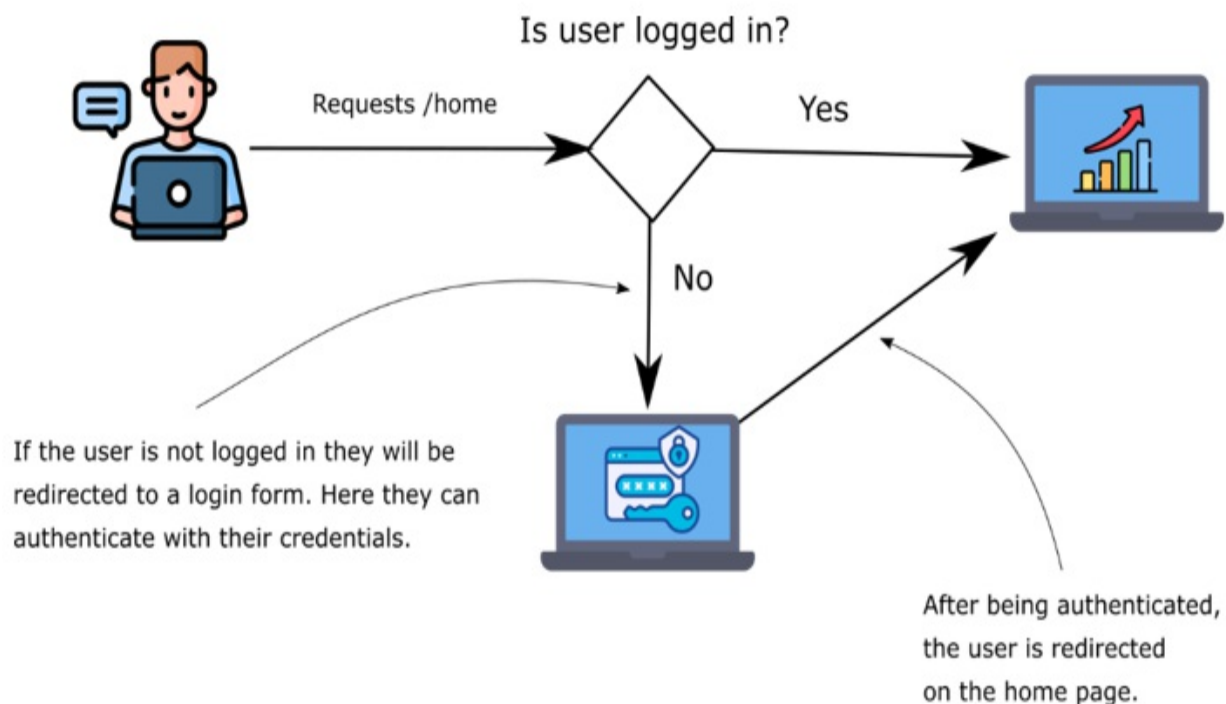 Is user logged in?
Requests /home
Yes
No
If the user is not logged in they will be
redirected to a login form. Here they can
authenticate with their credentials.
After being authenticated,
the user is redirected
on the home page.